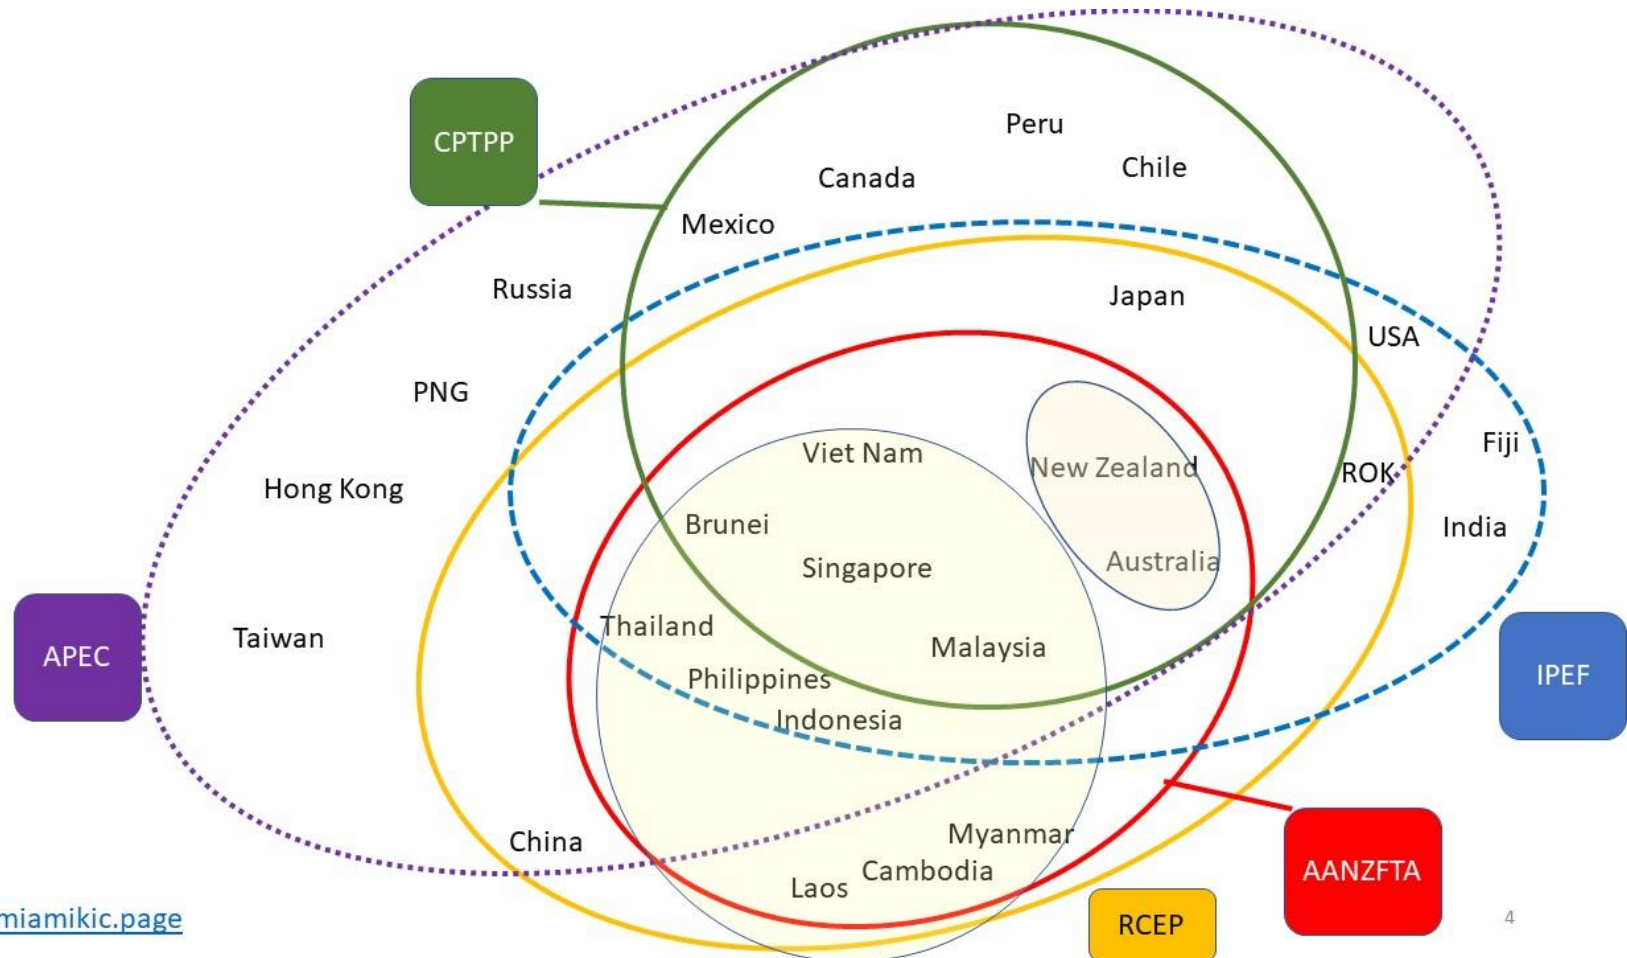 Peru
CPTPP
Chile
Canada
Mexico
Russia
Japan
USA
PNG
Fiji
Viet Nam
New Zealand
ROK
Hong Kong
Brunei
India
Australia
Singapore
Thailand
Taiwan
Malaysia
APEC
IPEF
Philippines
Indonesia
Myanmar
China
Cambodia
AANZFTA
Laos
miamikic.page
RCEP
4